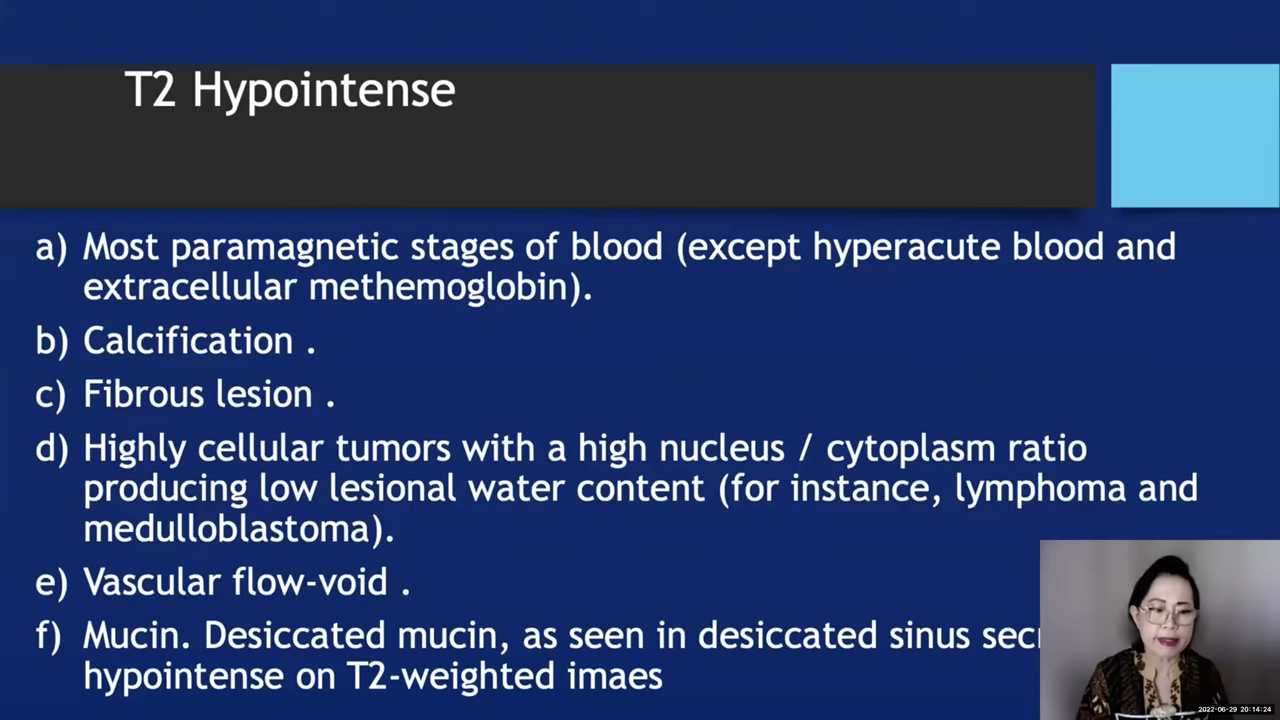 T2 Hypointense
a) Most paramagnetic stages of blood (except hyperacute blood and
extracellular methemoglobin).
b) Calcification .
c) Fibrous lesion .
d) Highly cellular tumors with a high nucleus / cytoplasm ratio
producing low lesional water content (for instance, lymphoma and
medulloblastoma).
e) Vascular flow-void .
f) Mucin. Desiccated mucin, as seen in desiccated sinus
hypointense on T2-weighted imaes
2022-06-29 20:14:24